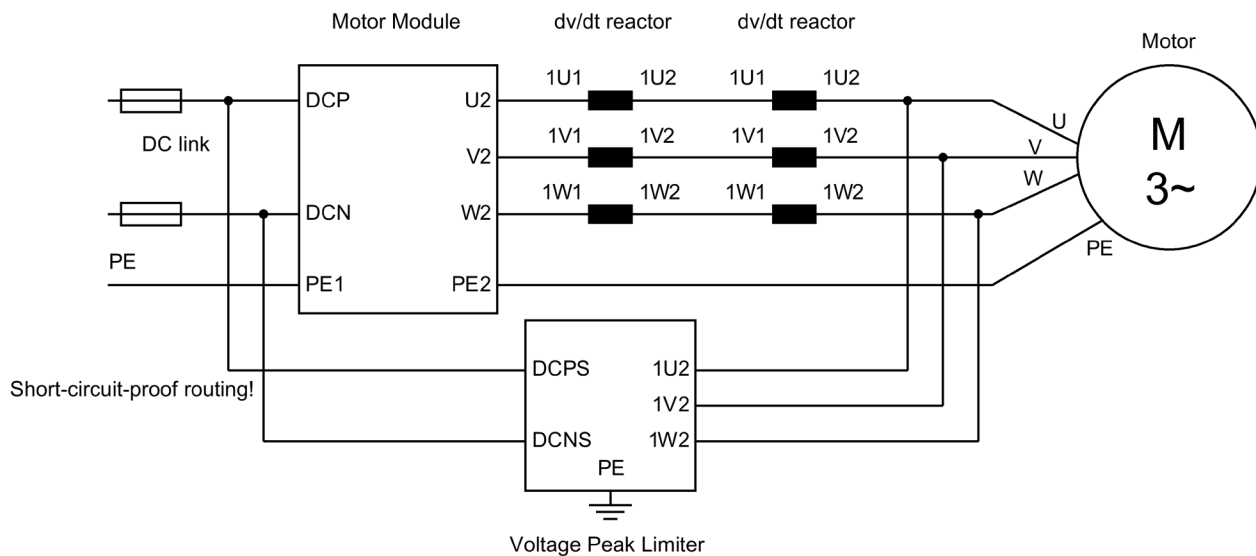 Motor Module
dv/dt reactor
dv/dt reactor
Motor
1U1
1U2
1U1
1U2
DCP
U2
U
DC link
1V1
1V2
1V1
1V2
V2
V
M
3~
W
1W1
1W2
1W1
1W2
DCN
W2
PE
PE
PE1
PE2
DCPS
1U2
Short-circuit-proof routing!
1V2
DCNS
1W2
PE
Voltage Peak Limiter